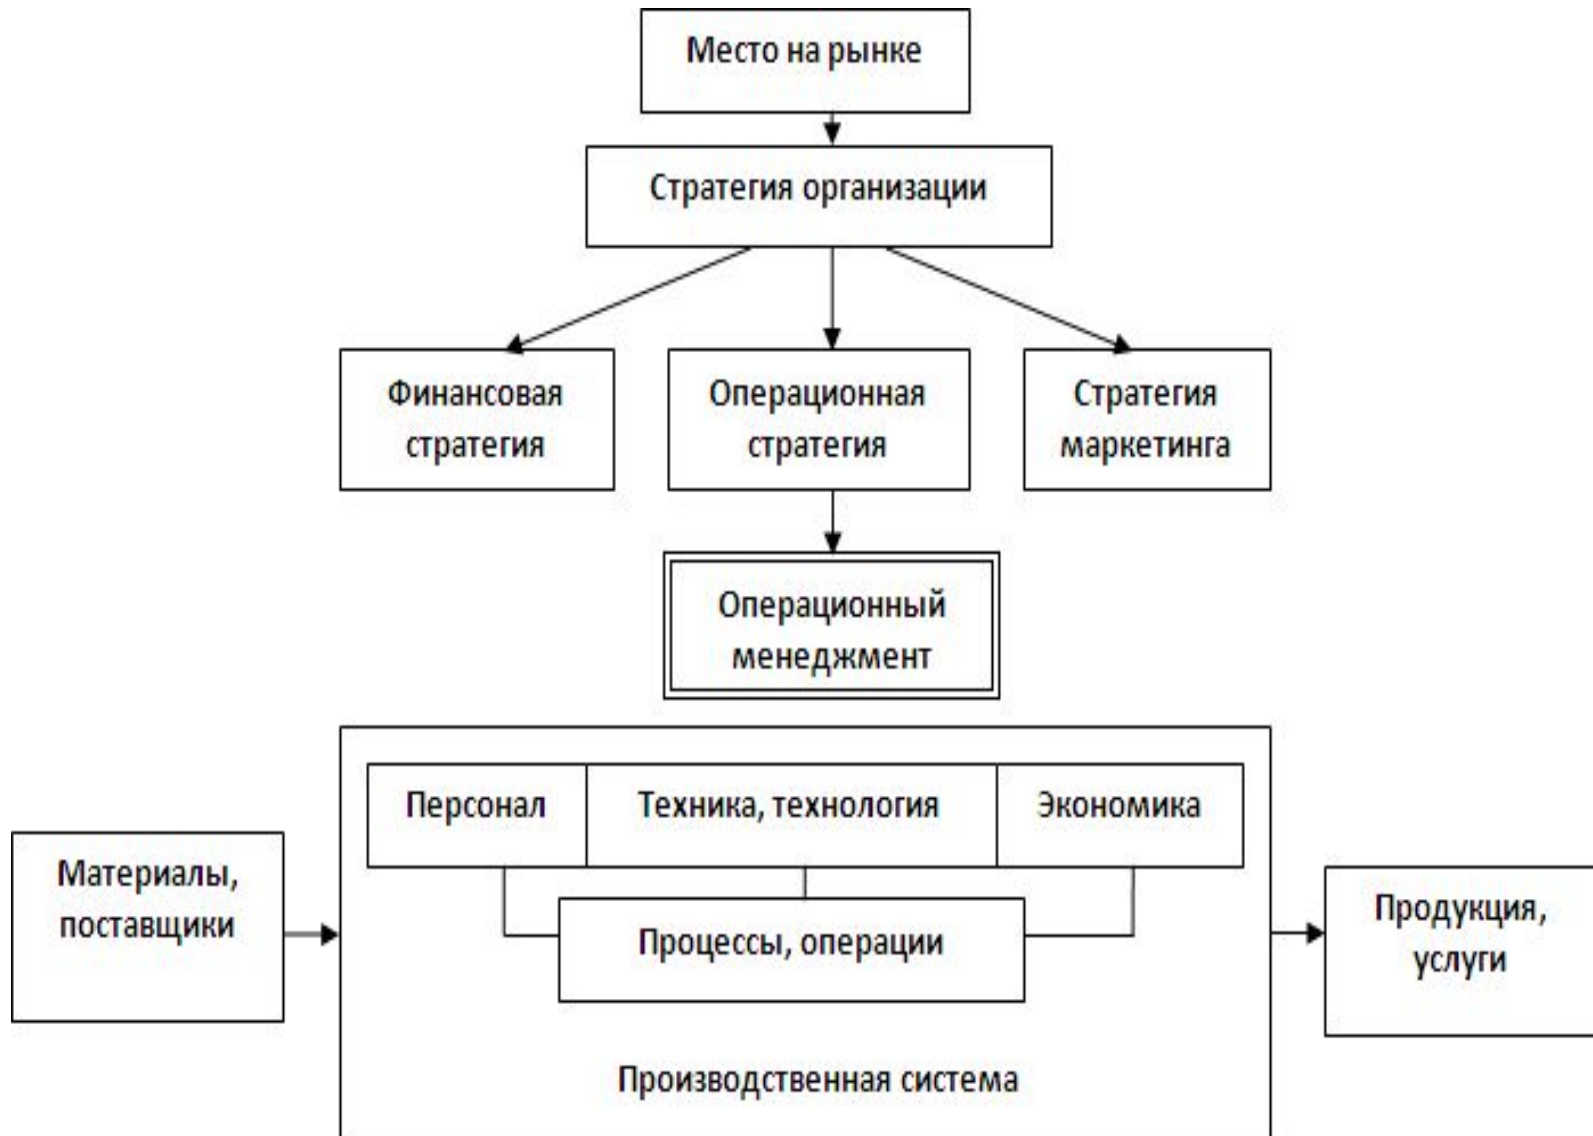 Место на рынке
Стратегия организации
Финансовая
стратегия
Операционная
стратегия
Стратегия
маркетинга
Операционный
менеджмент
Персонал
Техника, технология
Экономика
Материалы,
поставщики
Процессы, операции
Продукция,
услуги
Производственная система